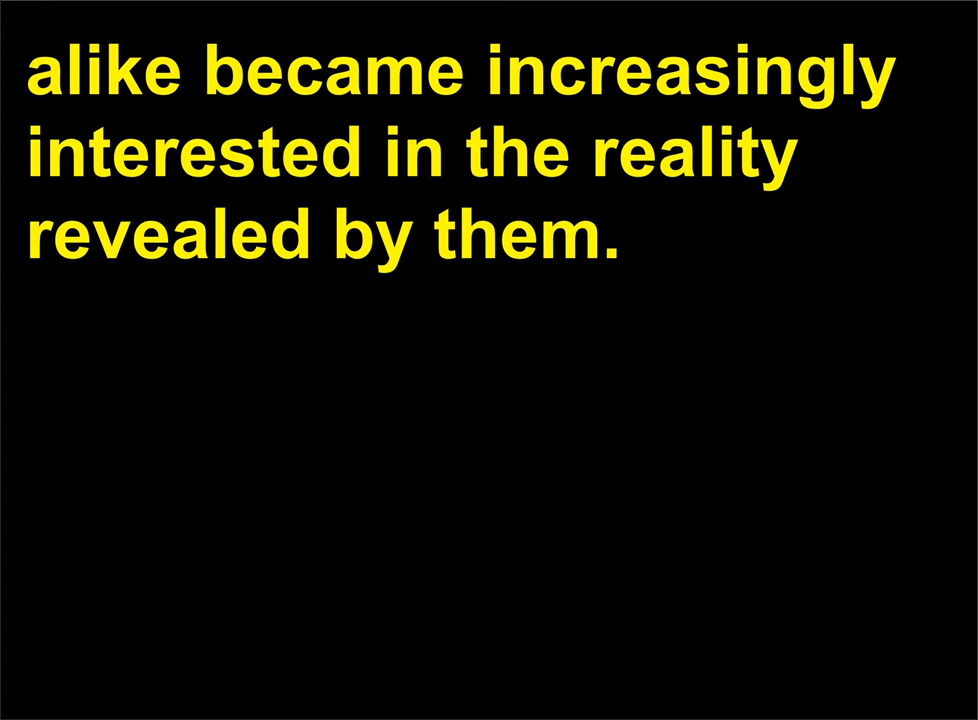 alike became increasingly
interested in the reality
revealed by them.